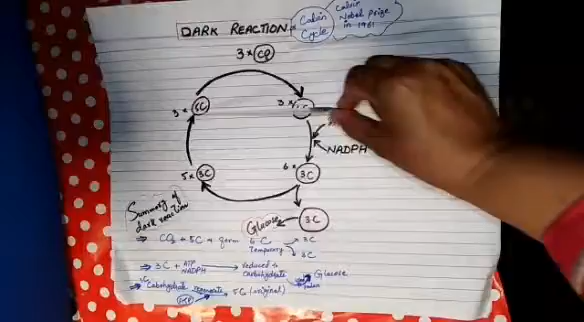 DARK REACTION
Calvin Cycle
Calvin
Nobel Prize
in 1961
3 x CO2
3 x 5C
3 x
NADPH
5 x 3C
6 x 3C
3C
Glucose
Summary of
dark reaction
⇒ CO2 + 5C → 6C
Temporary
3C
3C
⇒ 3C + ATP
NADPH
→ reduced to
carbohydrate
Glucose
5C (original)